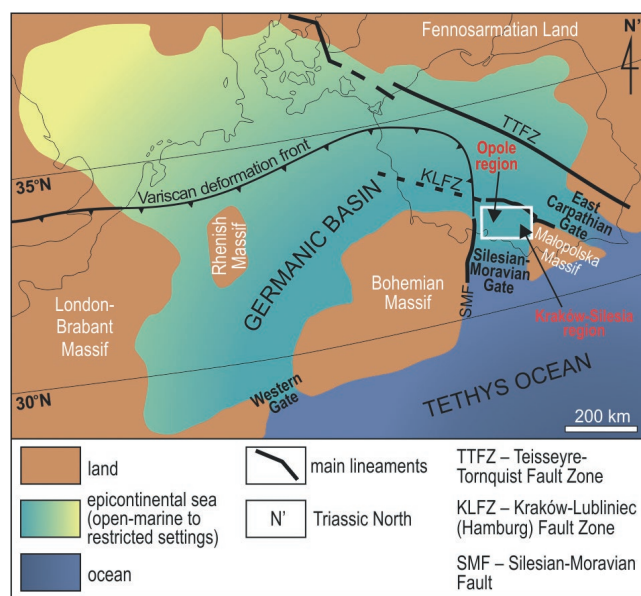 Fennosarmatian Land
N'
TTFZ
Opole
region
35°N
Variscan deformation front
KLFZ
East
Carpathian
Gate
Rhenish
Massif
GERMANIC BASIN
Małopolska
Massif
Silesian-
Moravian
Gate
Bohemian
Massif
SMF
London-
Brabant
Massif
Kraków-Silesia
region
30°N
Western
Gate
TETHYS OCEAN
200 km
land
main lineaments
TTFZ – Teisseyre-
Tornquist Fault Zone
epicontinental sea
(open-marine to
restricted settings)
N'
Triassic North
KLFZ – Kraków-Lubliniec
(Hamburg) Fault Zone
ocean
SMF – Silesian-Moravian
Fault